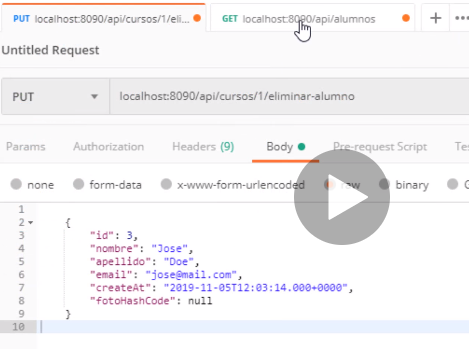 PUT localhost:8090/api/cursos/1/eli... GET localhost:8090/api/alumnos + •••
Untitled Request
PUT localhost:8090/api/cursos/1/eliminar-alumno
Params Authorization Headers (9) Body Pre-request Script
none form-data x-www-form-urlencoded raw binary
1
2 {
3 "id": 3,
4 "nombre": "Jose",
5 "apellido": "Doe",
6 "email": "jose@mail.com",
7 "createAt": "2019-11-05T12:03:14.000+0000",
8 "fotoHashCode": null
9 }
10